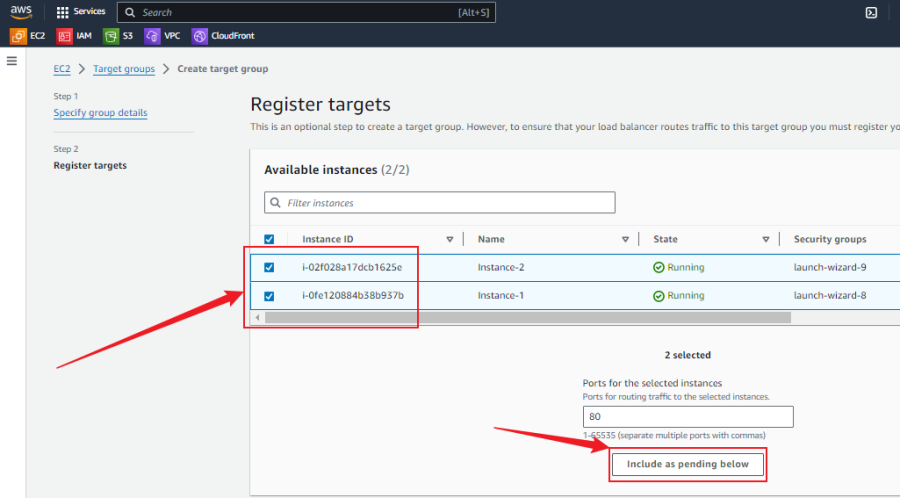 aws
Services
Search
[Alt+S]
EC2 IAM S3 VPC CloudFront
EC2 > Target groups > Create target group
Step 1
Specify group details
Step 2
Register targets
Register targets
This is an optional step to create a target group. However, to ensure that your load balancer routes traffic to this target group you must register yo
Available instances (2/2)
Filter instances
Instance ID Name State Security groups
i-02f028a17dcb1625e Instance-2 Running launch-wizard-9
i-0fe120884b38b937b Instance-1 Running launch-wizard-8
2 selected
Ports for the selected instances
Ports for routing traffic to the selected instances.
80
1-65535 (separate multiple ports with commas)
Include as pending below